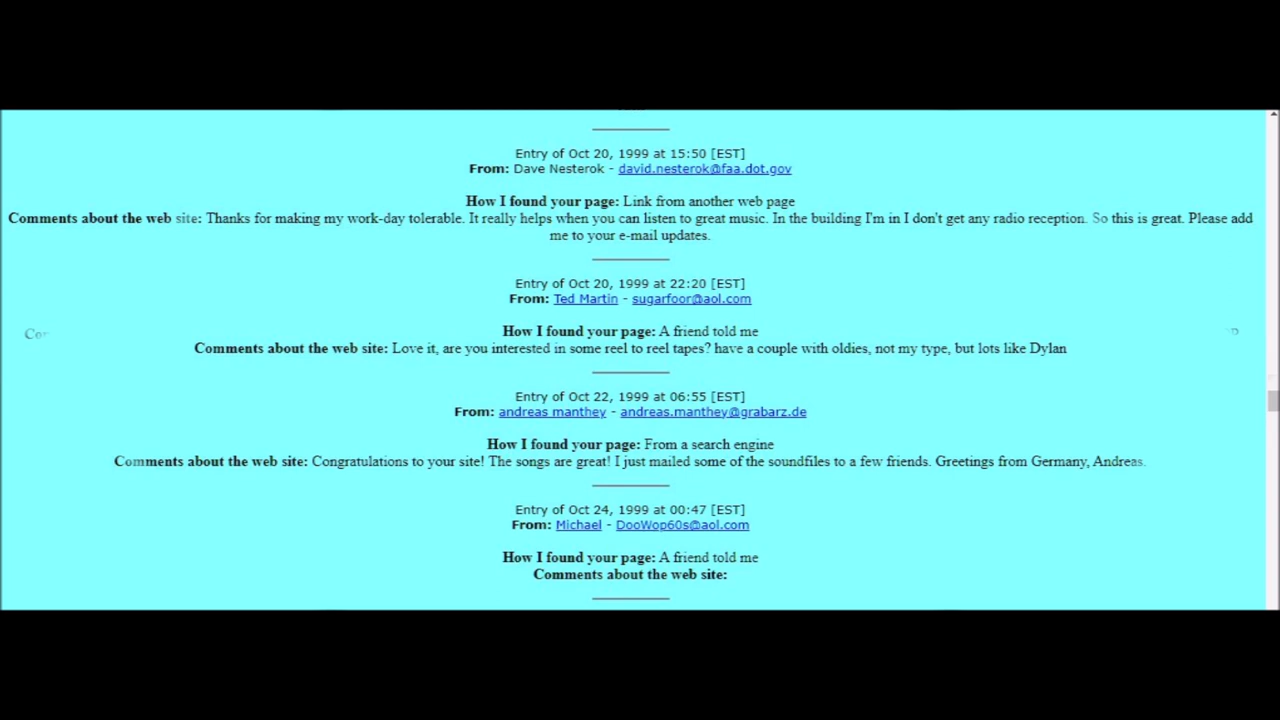 Entry of Oct 20, 1999 at 15:50 [EST]
From: Dave Nesterok - david.nesterok@faa.dot.gov
How I found your page: Link from another web page
Comments about the web site: Thanks for making my work-day tolerable. It really helps when you can listen to great music. In the building I'm in I don't get any radio reception. So this is great. Please add
me to your e-mail updates.
Entry of Oct 20, 1999 at 22:20 [EST]
From: Ted Martin - sugarfoor@aol.com
How I found your page: A friend told me
Comments about the web site: Love it, are you interested in some reel to reel tapes? have a couple with oldies, not my type, but lots like Dylan
Entry of Oct 22, 1999 at 06:55 [EST]
From: andreas manthey - andreas.manthey@grabarz.de
How I found your page: From a search engine
Comments about the web site: Congratulations to your site! The songs are great! I just mailed some of the soundfiles to a few friends. Greetings from Germany, Andreas.
Entry of Oct 24, 1999 at 00:47 [EST]
From: Michael - DooWop60s@aol.com
How I found your page: A friend told me
Comments about the web site: